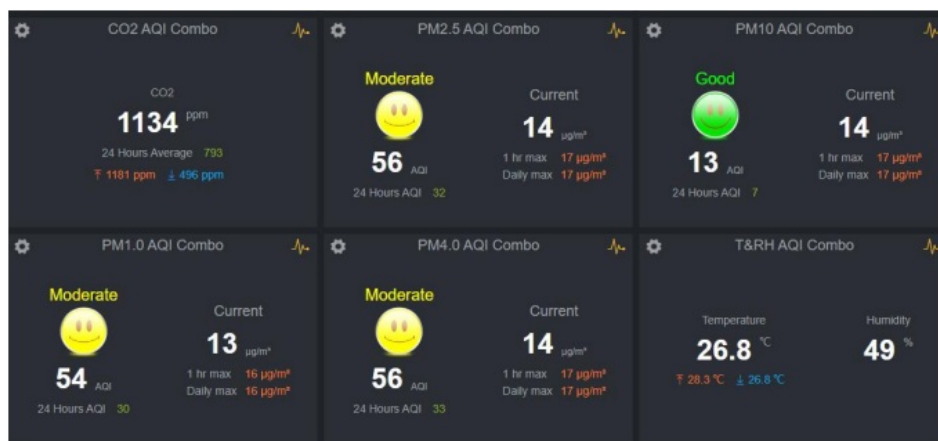 CO2 AQI Combo
CO2
1134 ppm
24 Hours Average 793
1181 ppm 496 ppm
PM2.5 AQI Combo
Moderate
56 AQI
24 Hours AQI 32
Current
14 µg/m³
1 hr max 17 µg/m³
Daily max 17 µg/m³
PM10 AQI Combo
Good
13 AQI
24 Hours AQI 7
Current
14 µg/m³
1 hr max 17 µg/m³
Daily max 17 µg/m³
PM1.0 AQI Combo
Moderate
54 AQI
24 Hours AQI 30
Current
13 µg/m³
1 hr max 16 µg/m³
Daily max 16 µg/m³
PM4.0 AQI Combo
Moderate
56 AQI
24 Hours AQI 33
Current
14 µg/m³
1 hr max 17 µg/m³
Daily max 17 µg/m³
T&RH AQI Combo
Temperature
26.8 ℃
28.3 ℃ 26.8 ℃
Humidity
49 %